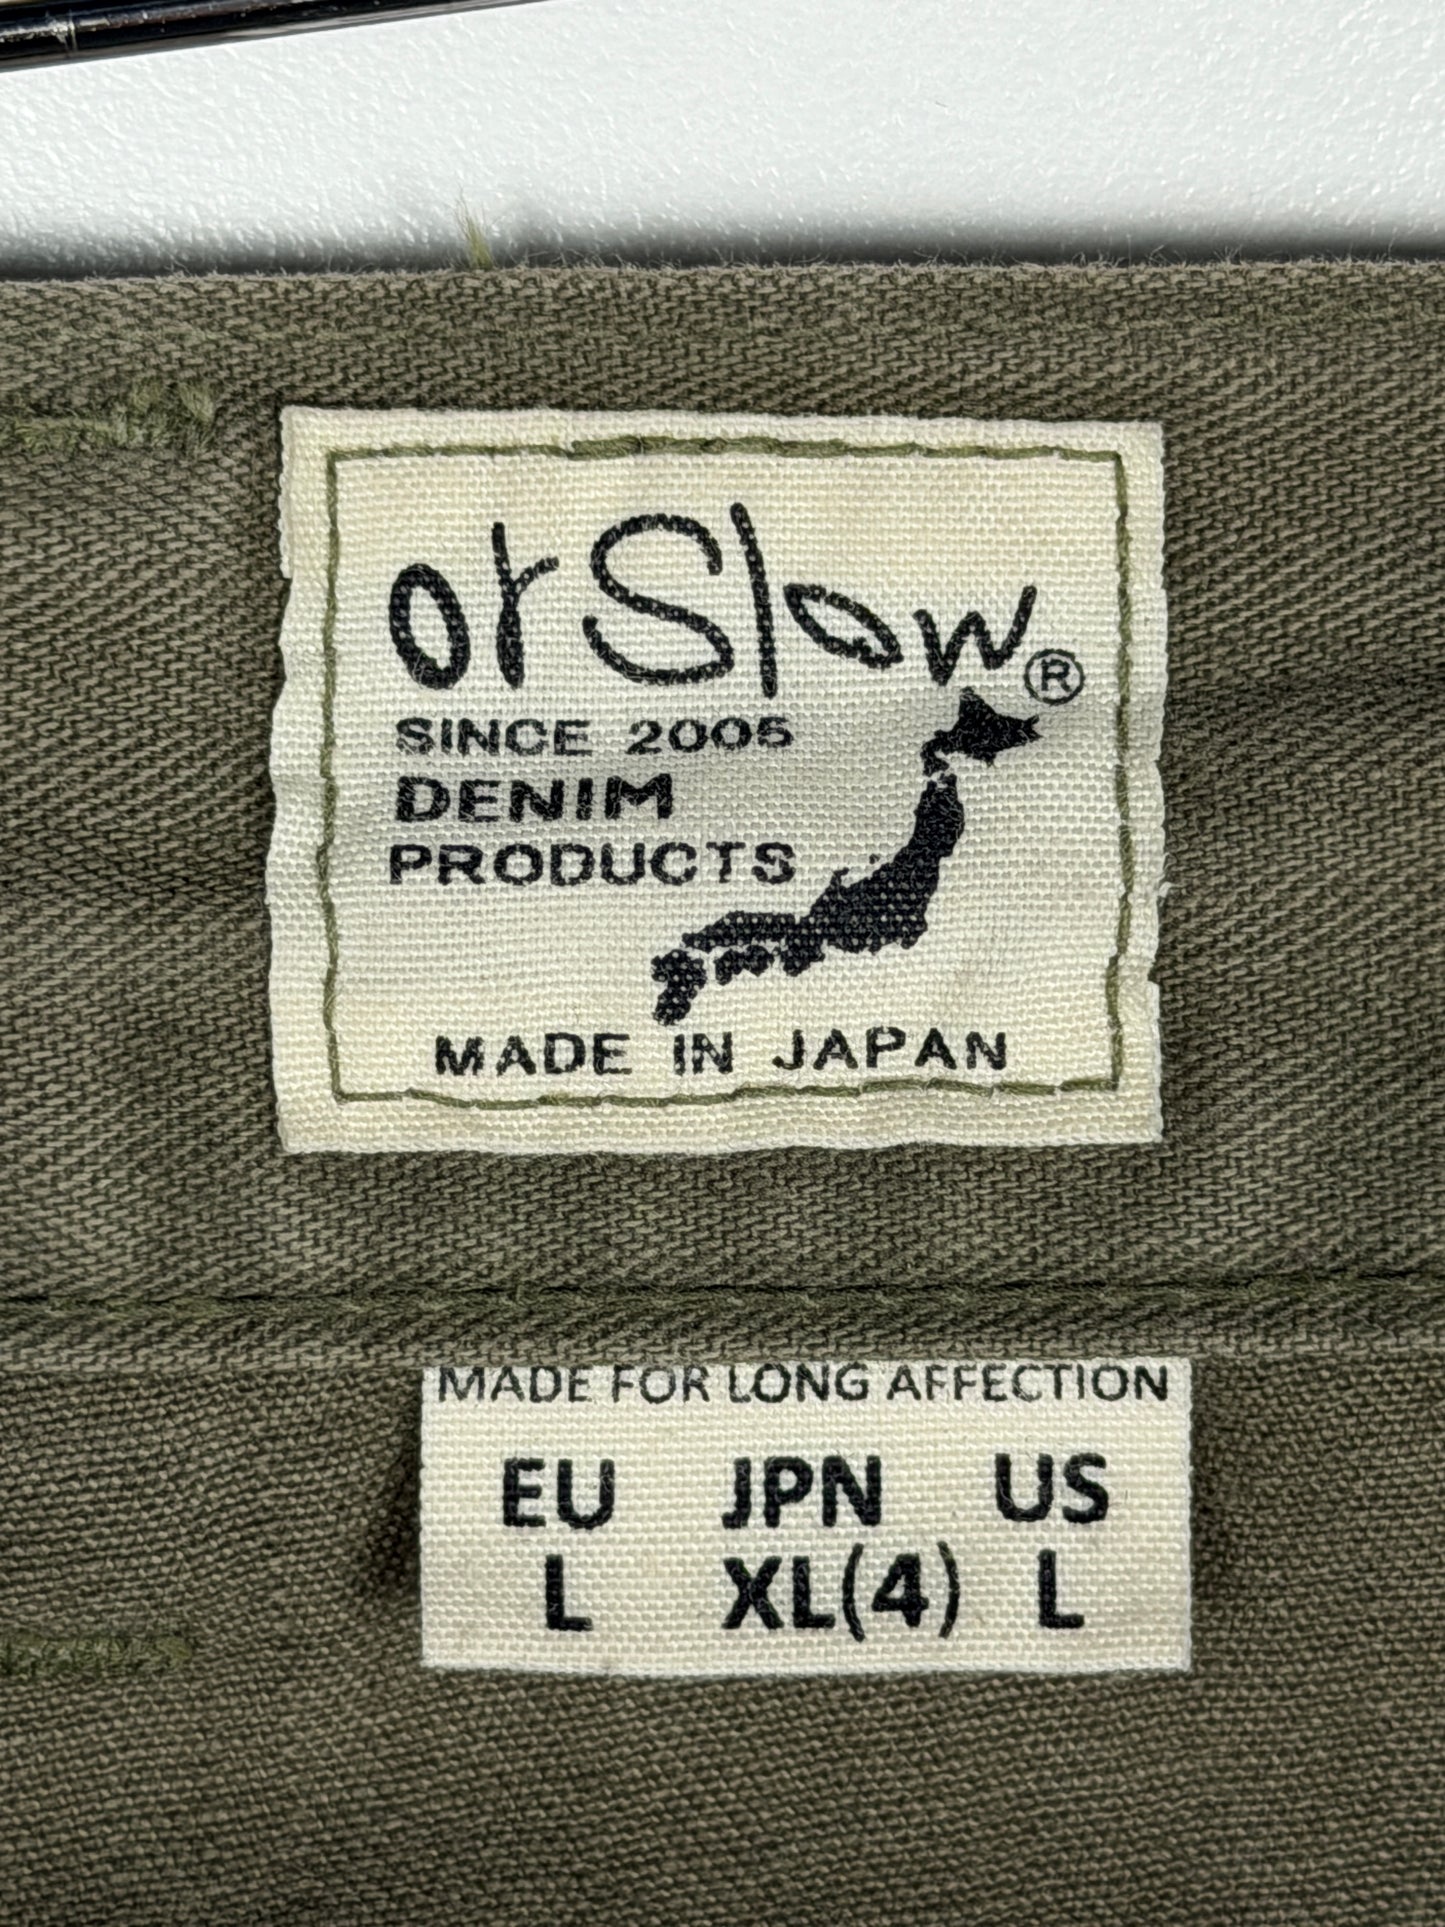 orSlow®
SINCE 2005
DENIM
PRODUCTS
MADE IN JAPAN
MADE FOR LONG AFFECTION
EU JPN US
L XL(4) L